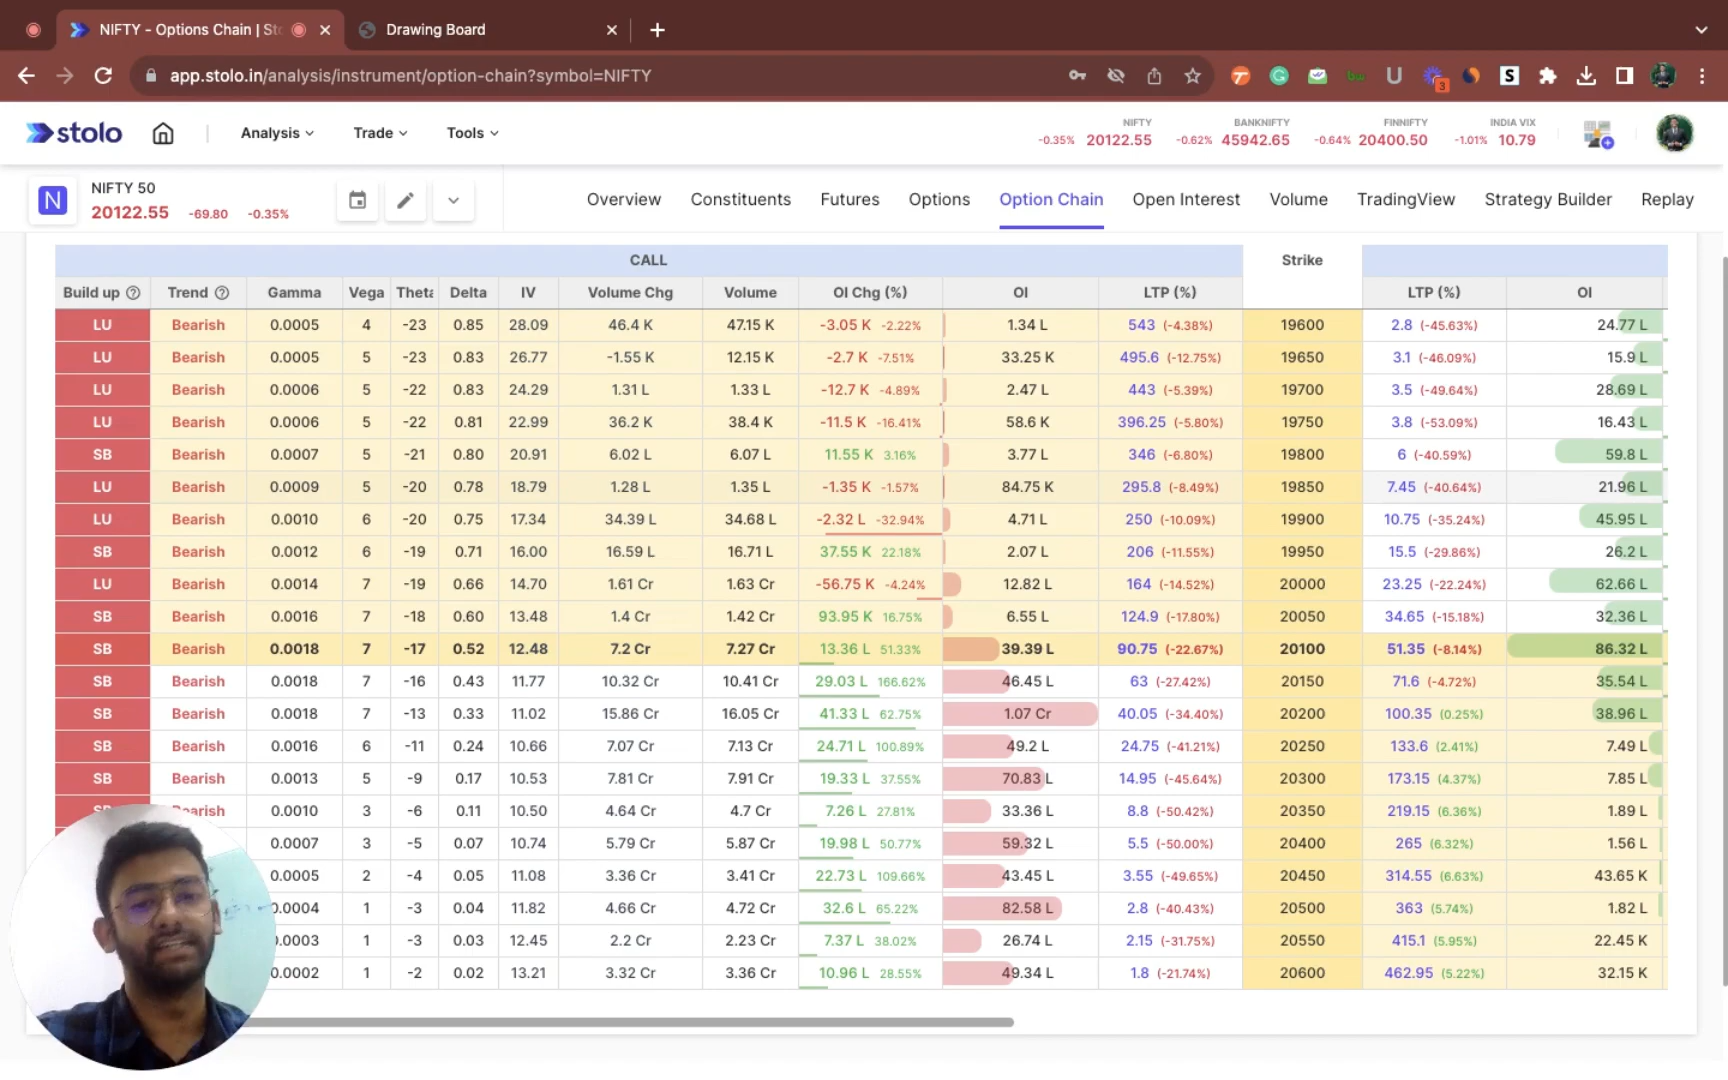 NIFTY - Options Chain | Sto
Drawing Board
app.stolo.in/analysis/instrument/option-chain?symbol=NIFTY
3
stolo
Analysis
Trade
Tools
NIFTY
-0.35% 20122.55
BANKNIFTY
-0.62% 45942.65
FINNIFTY
-0.64% 20400.50
INDIA VIX
-1.01% 10.79
N
NIFTY 50
20122.55 -69.80 -0.35%
Overview Constituents Futures Options Option Chain Open Interest Volume TradingView Strategy Builder Replay
CALL Strike
Build up Trend Gamma Vega Theta Delta IV Volume Chg Volume OI Chg (%) OI LTP (%) LTP (%) OI
LU Bearish 0.0005 4 -23 0.85 28.09 46.4 K 47.15 K -3.05 K -2.22% 1.34 L 543 (-4.38%) 19600 2.8 (-45.63%) 24.77 L
LU Bearish 0.0005 5 -23 0.83 26.77 -1.55 K 12.15 K -2.7 K -7.51% 33.25 K 495.6 (-12.75%) 19650 3.1 (-46.09%) 15.9 L
LU Bearish 0.0006 5 -22 0.83 24.29 1.31 L 1.33 L -12.7 K -4.89% 2.47 L 443 (-5.39%) 19700 3.5 (-49.64%) 28.69 L
LU Bearish 0.0006 5 -22 0.81 22.99 36.2 K 38.4 K -11.5 K -16.41% 58.6 K 396.25 (-5.80%) 19750 3.8 (-53.09%) 16.43 L
SB Bearish 0.0007 5 -21 0.80 20.91 6.02 L 6.07 L 11.55 K 3.16% 3.77 L 346 (-6.80%) 19800 6 (-40.59%) 59.8 L
LU Bearish 0.0009 5 -20 0.78 18.79 1.28 L 1.35 L -1.35 K -1.57% 84.75 K 295.8 (-8.49%) 19850 7.45 (-40.64%) 21.96 L
LU Bearish 0.0010 6 -20 0.75 17.34 34.39 L 34.68 L -2.32 L -32.94% 4.71 L 250 (-10.09%) 19900 10.75 (-35.24%) 45.95 L
SB Bearish 0.0012 6 -19 0.71 16.00 16.59 L 16.71 L 37.55 K 22.18% 2.07 L 206 (-11.55%) 19950 15.5 (-29.86%) 26.2 L
LU Bearish 0.0014 7 -19 0.66 14.70 1.61 Cr 1.63 Cr -56.75 K -4.24% 12.82 L 164 (-14.52%) 20000 23.25 (-22.24%) 62.66 L
SB Bearish 0.0016 7 -18 0.60 13.48 1.4 Cr 1.42 Cr 93.95 K 16.75% 6.55 L 124.9 (-17.80%) 20050 34.65 (-15.18%) 32.36 L
SB Bearish 0.0018 7 -17 0.52 12.48 7.2 Cr 7.27 Cr 13.36 L 51.33% 39.39 L 90.75 (-22.67%) 20100 51.35 (-8.14%) 86.32 L
SB Bearish 0.0018 7 -16 0.43 11.77 10.32 Cr 10.41 Cr 29.03 L 166.62% 46.45 L 63 (-27.42%) 20150 71.6 (-4.72%) 35.54 L
SB Bearish 0.0018 7 -13 0.33 11.02 15.86 Cr 16.05 Cr 41.33 L 62.75% 1.07 Cr 40.05 (-34.40%) 20200 100.35 (0.25%) 38.96 L
SB Bearish 0.0016 6 -11 0.24 10.66 7.07 Cr 7.13 Cr 24.71 L 100.89% 49.2 L 24.75 (-41.21%) 20250 133.6 (2.41%) 7.49 L
SB Bearish 0.0013 5 -9 0.17 10.53 7.81 Cr 7.91 Cr 19.33 L 37.55% 70.83 L 14.95 (-45.64%) 20300 173.15 (4.37%) 7.85 L
SB earish 0.0010 3 -6 0.11 10.50 4.64 Cr 4.7 Cr 7.26 L 27.81% 33.36 L 8.8 (-50.42%) 20350 219.15 (6.36%) 1.89 L
0.0007 3 -5 0.07 10.74 5.79 Cr 5.87 Cr 19.98 L 50.77% 59.32 L 5.5 (-50.00%) 20400 265 (6.32%) 1.56 L
0.0005 2 -4 0.05 11.08 3.36 Cr 3.41 Cr 22.73 L 109.66% 43.45 L 3.55 (-49.65%) 20450 314.55 (6.63%) 43.65 K
0.0004 1 -3 0.04 11.82 4.66 Cr 4.72 Cr 32.6 L 65.22% 82.58 L 2.8 (-40.43%) 20500 363 (5.74%) 1.82 L
0.0003 1 -3 0.03 12.45 2.2 Cr 2.23 Cr 7.37 L 38.02% 26.74 L 2.15 (-31.75%) 20550 415.1 (5.95%) 22.45 K
0.0002 1 -2 0.02 13.21 3.32 Cr 3.36 Cr 10.96 L 28.55% 49.34 L 1.8 (-21.74%) 20600 462.95 (5.22%) 32.15 K